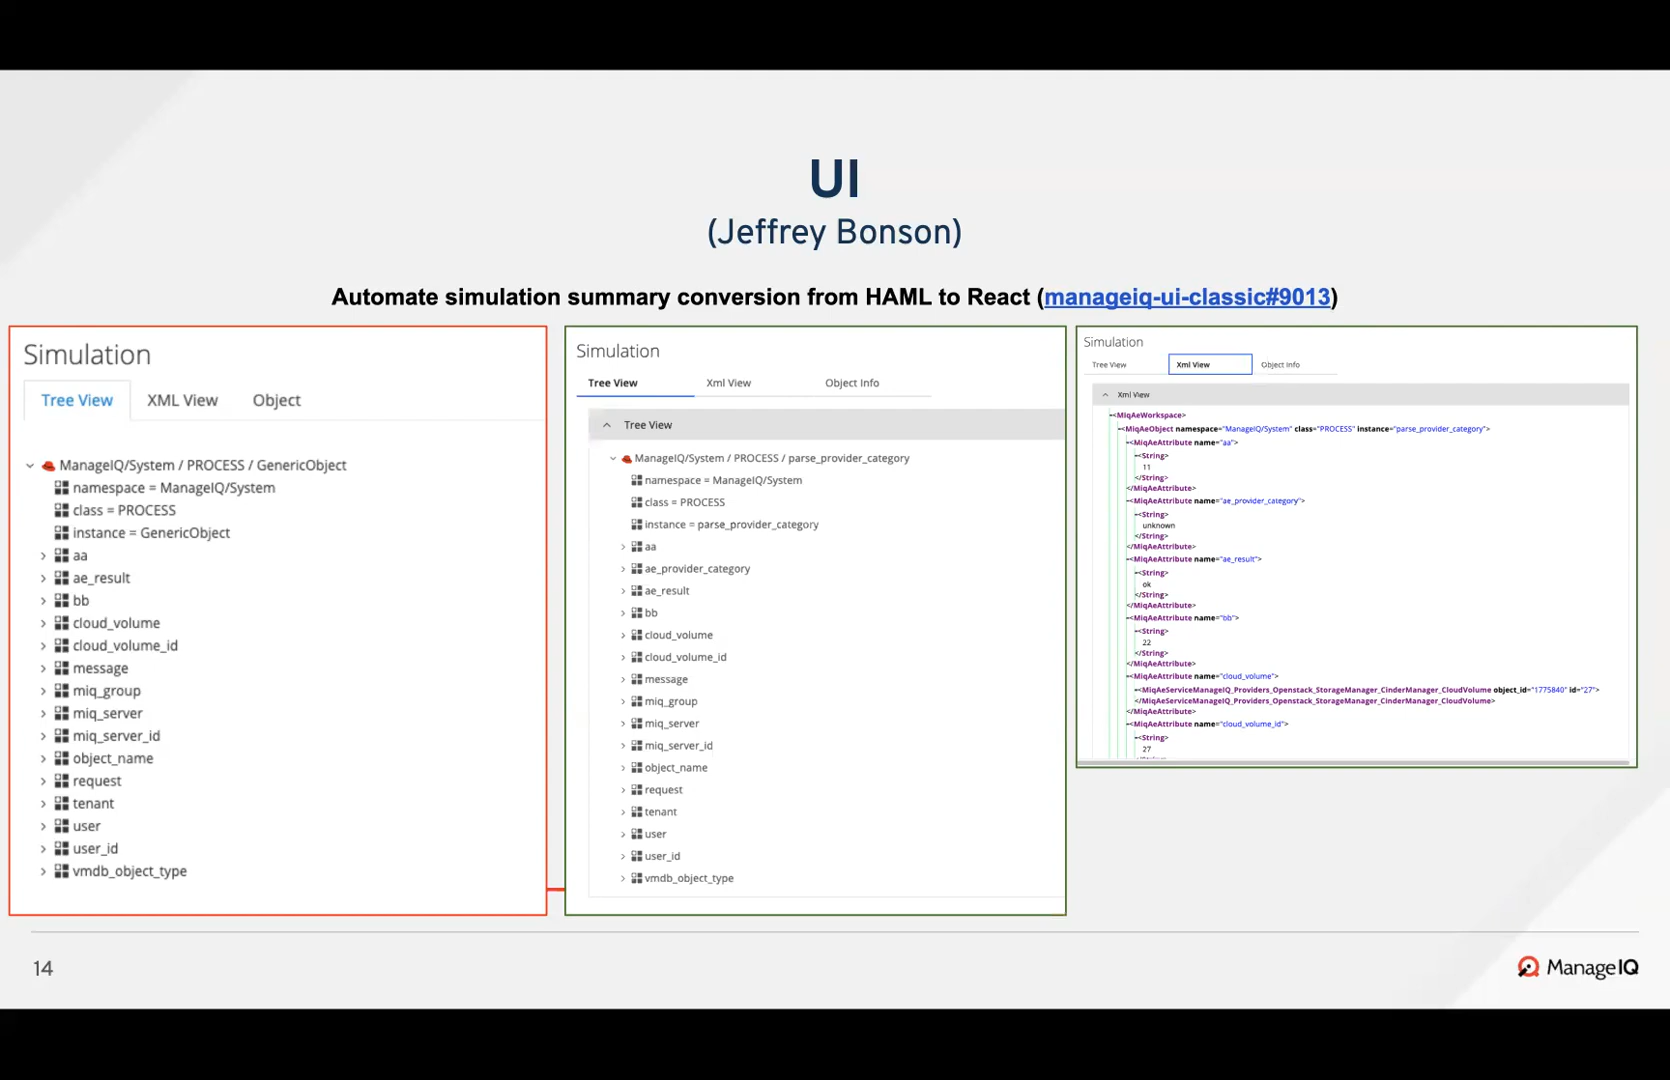 UI
(Jeffrey Bonson)
Automate simulation summary conversion from HAML to React (manageiq-ui-classic#9013)
Simulation
Tree View XML View Object
ManageIQ/System / PROCESS / GenericObject
namespace = ManageIQ/System
class = PROCESS
instance = GenericObject
aa
ae_result
bb
cloud_volume
cloud_volume_id
message
miq_group
miq_server
miq_server_id
object_name
request
tenant
user
user_id
vmdb_object_type
Simulation
Tree View Xml View Object Info
Tree View
ManageIQ/System / PROCESS / parse_provider_category
namespace = ManageIQ/System
class = PROCESS
instance = parse_provider_category
aa
ae_provider_category
ae_result
bb
cloud_volume
cloud_volume_id
message
miq_group
miq_server
miq_server_id
object_name
request
tenant
user
user_id
vmdb_object_type
Simulation
Tree View Xml View Object Info
Xml View
<MiqAeWorkspace>
<MiqAeObject namespace="ManageIQ/System" class="PROCESS" instance="parse_provider_category">
<MiqAeAttribute name="aa">
<String>
11
</String>
</MiqAeAttribute>
<MiqAeAttribute name="ae_provider_category">
<String>
unknown
</String>
</MiqAeAttribute>
<MiqAeAttribute name="ae_result">
<String>
ok
</String>
</MiqAeAttribute>
<MiqAeAttribute name="bb">
<String>
22
</String>
</MiqAeAttribute>
<MiqAeAttribute name="cloud_volume">
<MiqAeServiceManageIQ_Providers_Openstack_StorageManager_CinderManager_CloudVolume object_id="1775840" id="27">
</MiqAeServiceManageIQ_Providers_Openstack_StorageManager_CinderManager_CloudVolume>
</MiqAeAttribute>
<MiqAeAttribute name="cloud_volume_id">
<String>
27
14
ManageIQ